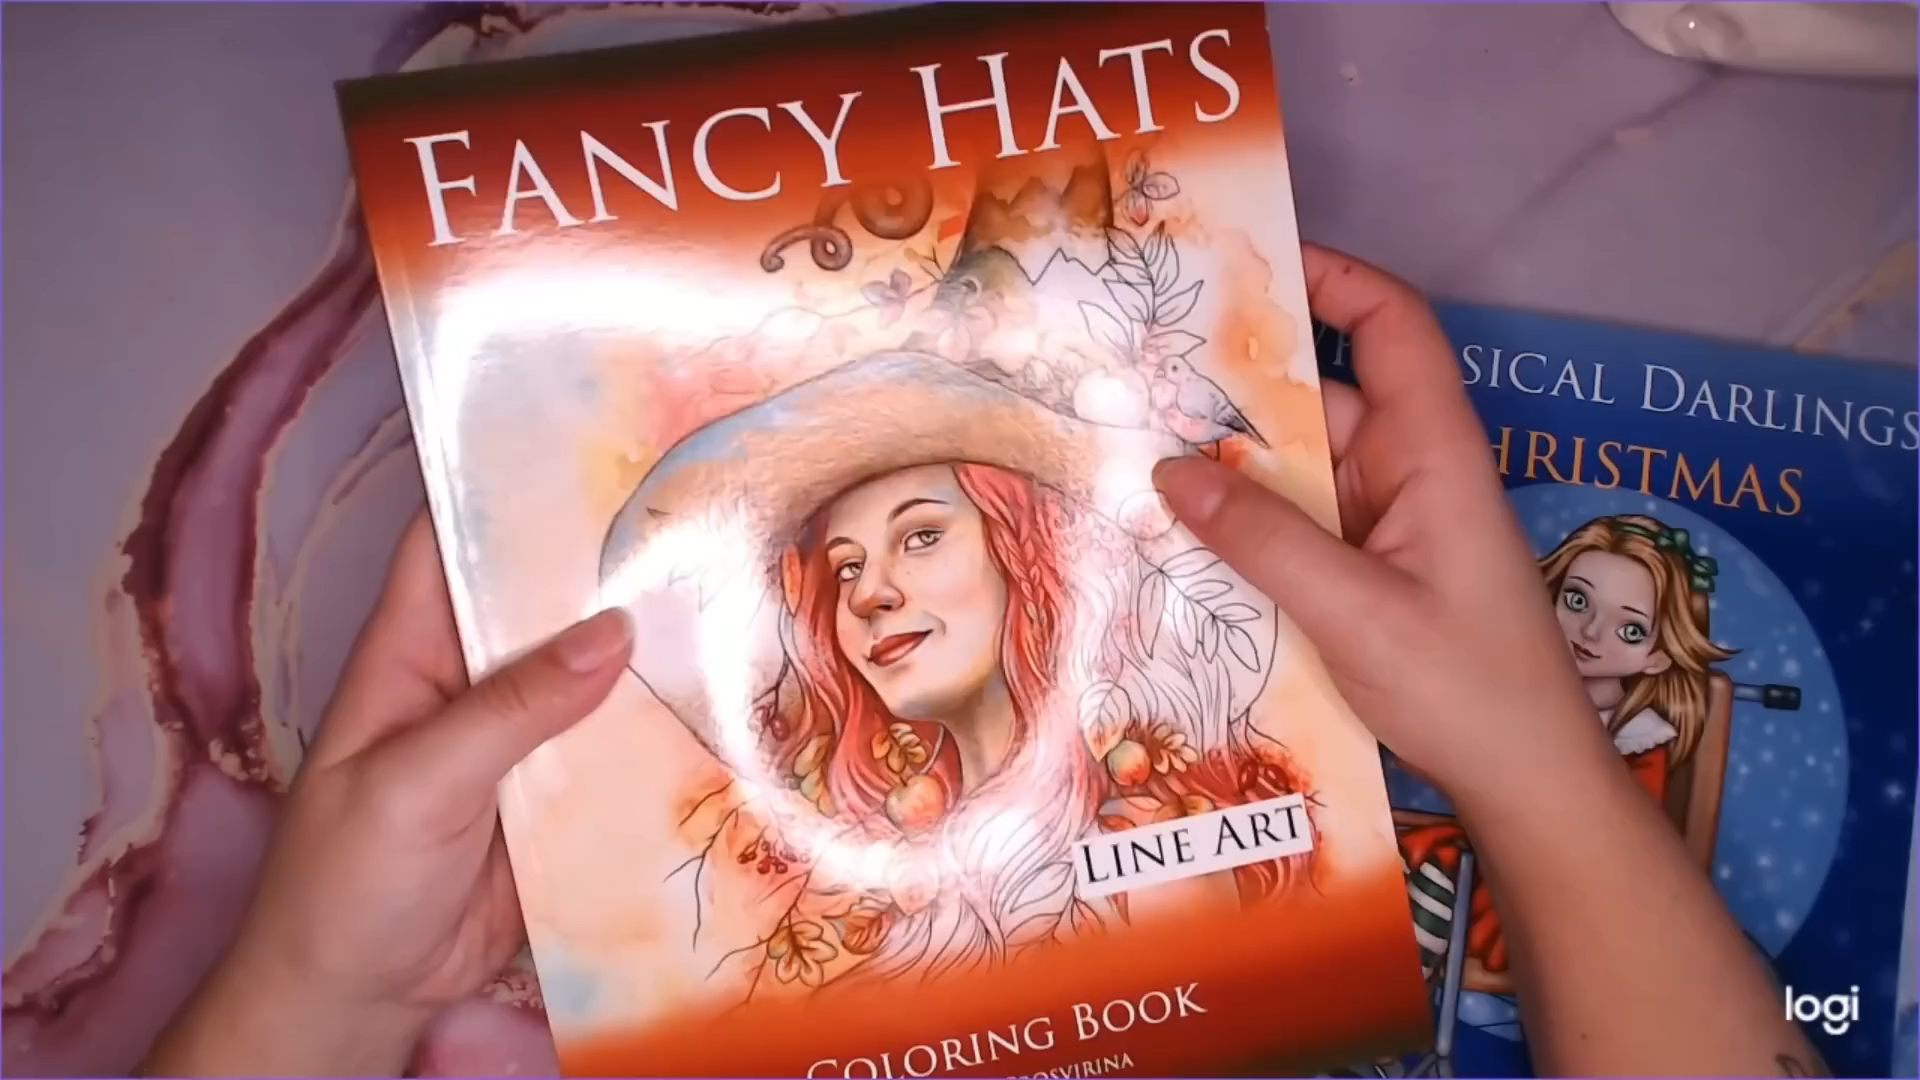 FANCY HATS
LINE ART
COLORING BOOK
SICAL DARLINGS
HRISTMAS
logi